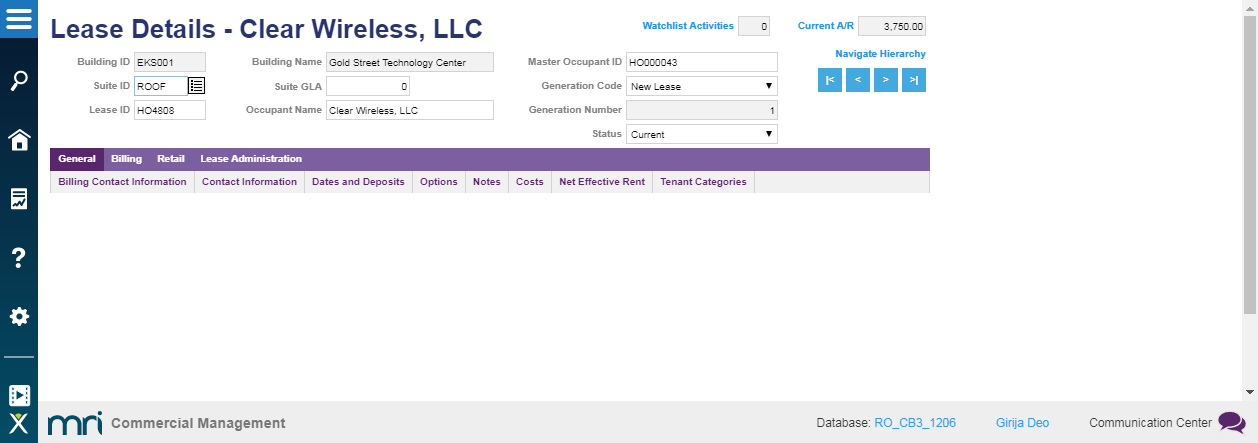 Lease Details - Clear Wireless, LLC
Watchlist Activities 0 Current A/R 3,750.00
Navigate Hierarchy
Building ID EKS001 Building Name Gold Street Technology Center Master Occupant ID HO000043
Suite ID ROOF Suite GLA 0 Generation Code New Lease
|< < > >|
Lease ID HO4808 Occupant Name Clear Wireless, LLC Generation Number 1
Status Current
General Billing Retail Lease Administration
Billing Contact Information Contact Information Dates and Deposits Options Notes Costs Net Effective Rent Tenant Categories
mri Commercial Management Database: RO_CB3_1206 Girija Deo Communication Center